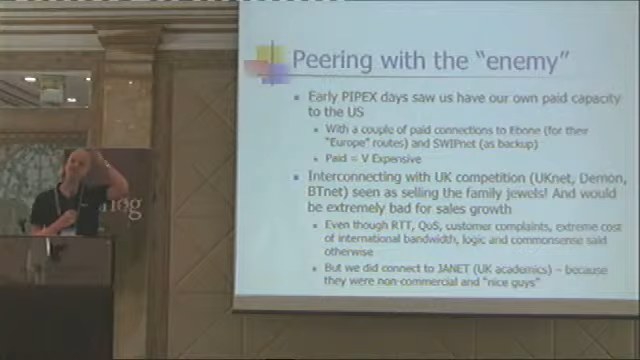 Peering with the "enemy"
Early PIPEX days saw us have our own paid capacity
to the US
With a couple of paid connections to Ebone (for their
"Europe" routes) and SWIPnet (as backup)
Paid = V Expensive
Interconnecting with UK competition (UKnet, Demon,
BTnet) seen as selling the family jewels! And would
be extremely bad for sales growth
Even though RTT, QoS, customer complaints, extreme cost
of international bandwidth, logic and commonsense said
otherwise
But we did connect to JANET (UK academics) – because
they were non-commercial and "nice guys"